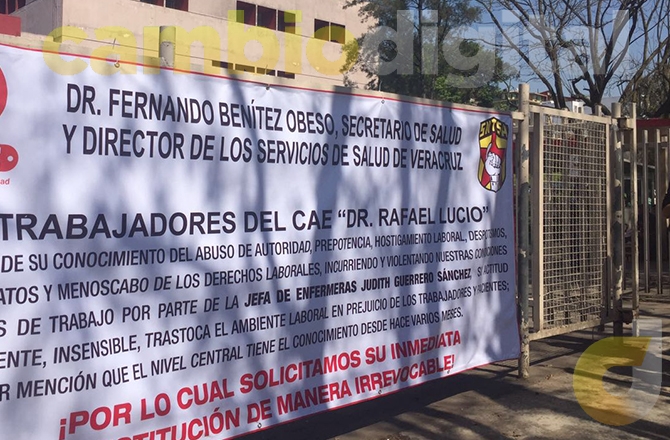 cambiodigital
DR. FERNANDO BENÍTEZ OBESO, SECRETARIO DE SALUD
Y DIRECTOR DE LOS SERVICIOS DE SALUD DE VERACRUZ
TRABAJADORES DEL CAE “DR. RAFAEL LUCIO”
DE SU CONOCIMIENTO DEL ABUSO DE AUTORIDAD, PREPOTENCIA, HOSTIGAMIENTO LABORAL, DESPOTISMO,
ATOS Y MENOSCABO DE LOS DERECHOS LABORALES, INCURRIENDO Y VIOLENTANDO NUESTRAS CONDICIONES
S DE TRABAJO POR PARTE DE LA JEFA DE ENFERMERAS JUDITH GUERRERO SÁNCHEZ, SU ACTITUD
ENTE, INSENSIBLE, TRASTOCA EL AMBIENTE LABORAL EN PREJUICIO DE LOS TRABAJADORES Y PACIENTES;
R MENCIÓN QUE EL NIVEL CENTRAL TIENE EL CONOCIMIENTO DESDE HACE VARIOS MESES.
¡POR LO CUAL SOLICITAMOS SU INMEDIATA
STITUCIÓN DE MANERA IRREVOCABLE!